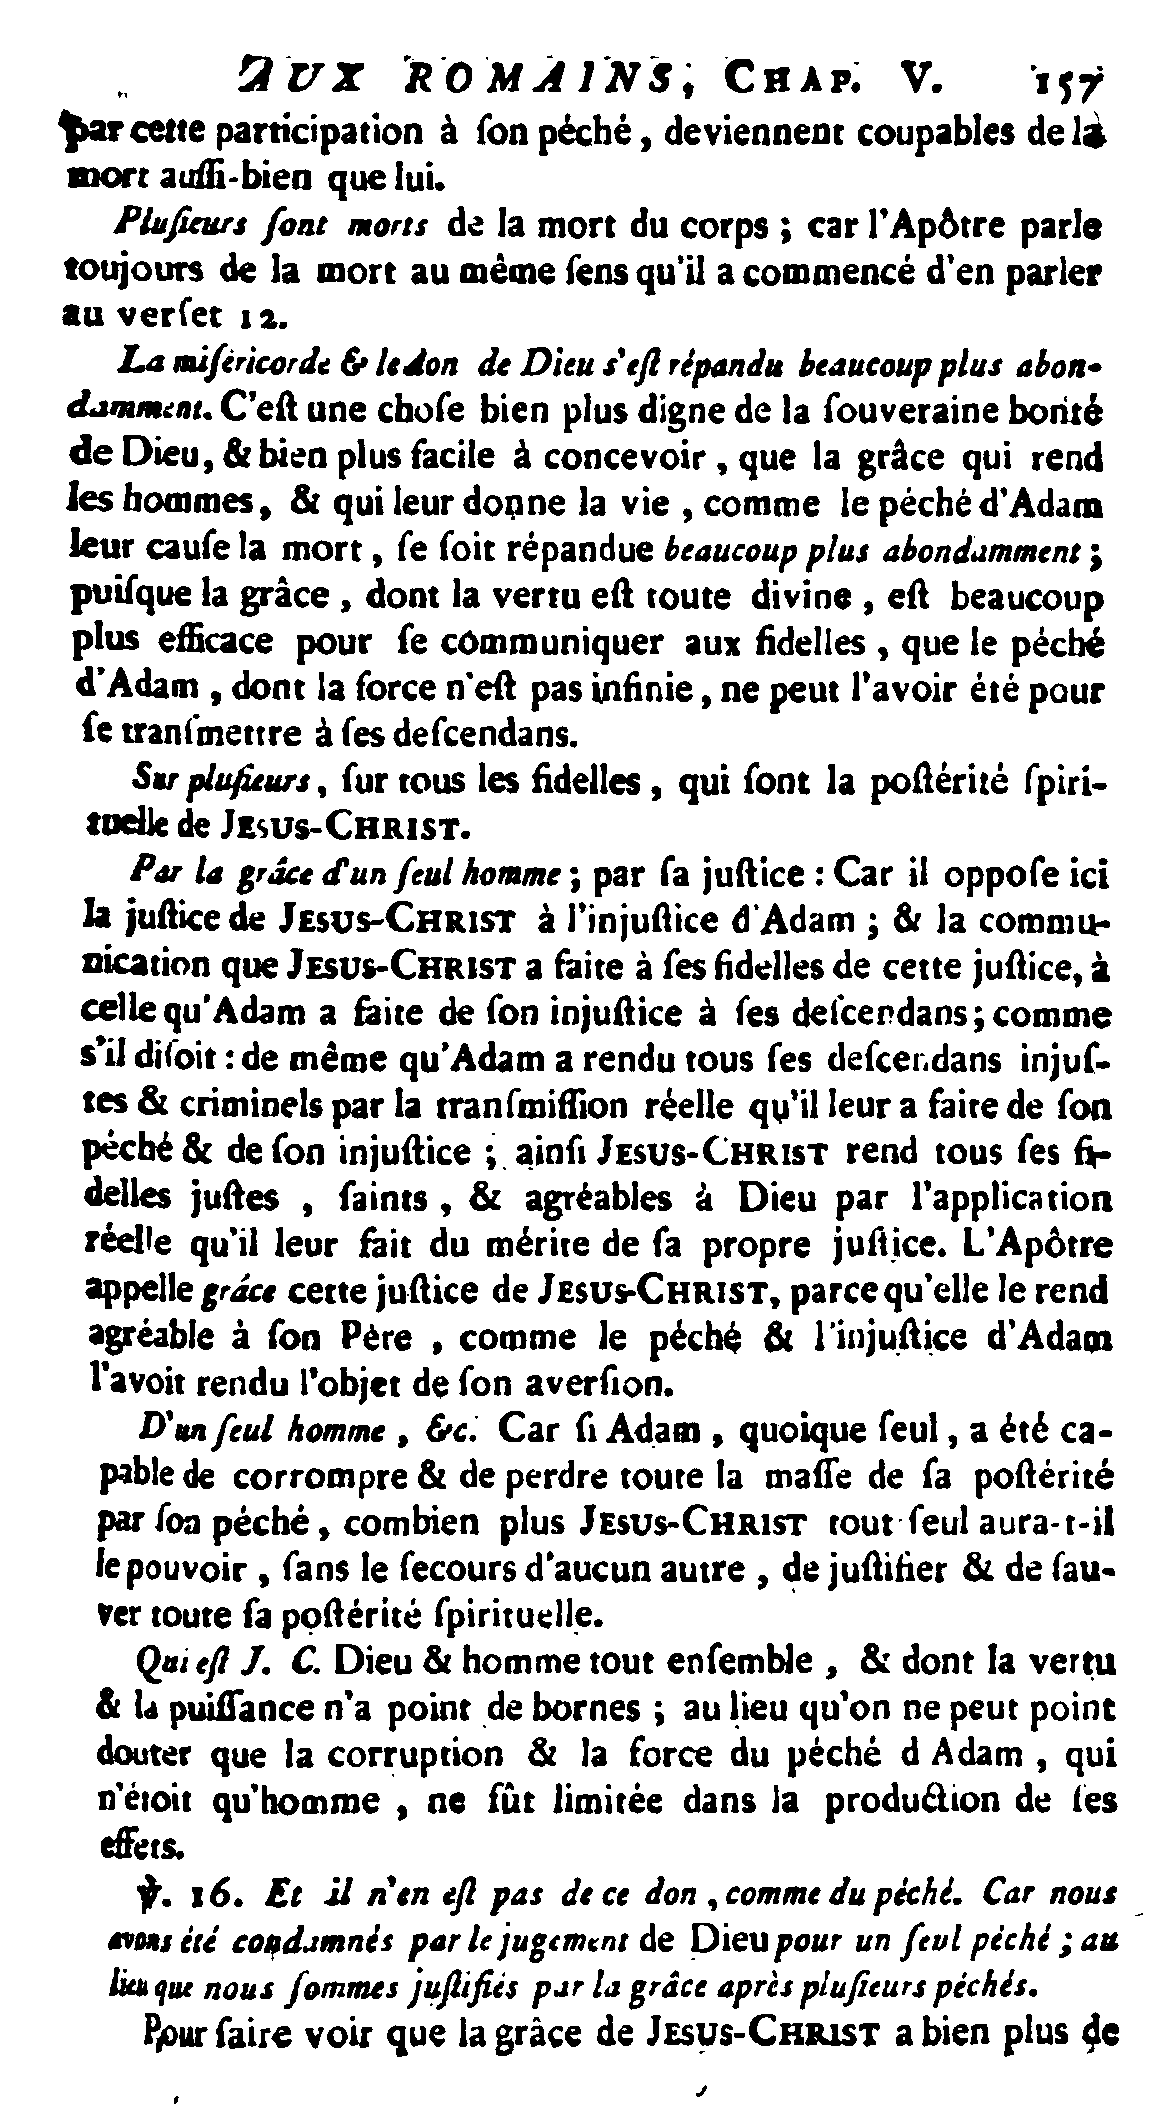 AUX ROMAINS, CHAP. V. 157
par cette participation à ſon péché, deviennent coupables de la
mort auſſi-bien que lui.
Pluſieurs ſont morts de la mort du corps ; car l'Apôtre parle
toujours de la mort au même ſens qu'il a commencé d'en parler
au verſet 12.
La miſéricorde & le don de Dieu s'eſt répandu beaucoup plus abon-
damment. C'eſt une choſe bien plus digne de la ſouveraine bonté
de Dieu, & bien plus facile à concevoir, que la grâce qui rend
les hommes, & qui leur donne la vie, comme le péché d'Adam
leur cauſe la mort, ſe ſoit répandue beaucoup plus abondamment ;
puiſque la grâce, dont la vertu eſt toute divine, eſt beaucoup
plus efficace pour ſe communiquer aux fidelles, que le péché
d'Adam, dont la force n'eſt pas infinie, ne peut l'avoir été pour
ſe tranſmettre à ſes deſcendans.
Sur pluſieurs, ſur tous les fidelles, qui ſont la poſtérité ſpiri-
tuelle de JESUS-CHRIST.
Par la grâce d'un ſeul homme ; par ſa juſtice : Car il oppoſe ici
la juſtice de JESUS-CHRIST à l'injuſtice d'Adam ; & la commu-
nication que JESUS-CHRIST a faite à ſes fidelles de cette juſtice, à
celle qu'Adam a faite de ſon injuſtice à ſes deſcendans ; comme
s'il diſoit : de même qu'Adam a rendu tous ſes deſcendans injuſ-
tes & criminels par la tranſmiſſion réelle qu'il leur a faite de ſon
péché & de ſon injuſtice ; ainſi JESUS-CHRIST rend tous ſes fi-
delles juſtes, ſaints, & agréables à Dieu par l'application
réelle qu'il leur fait du mérite de ſa propre juſtice. L'Apôtre
appelle grâce cette juſtice de JESUS-CHRIST, parce qu'elle le rend
agréable à ſon Père, comme le péché & l'injuſtice d'Adam
l'avoit rendu l'objet de ſon averſion.
D'un ſeul homme, &c. Car ſi Adam, quoique ſeul, a été ca-
pable de corrompre & de perdre toute la maſſe de ſa poſtérité
par ſon péché, combien plus JESUS-CHRIST tout ſeul aura-t-il
le pouvoir, ſans le ſecours d'aucun autre, de juſtifier & de ſau-
ver toute ſa poſtérité ſpirituelle.
Qui eſt J. C. Dieu & homme tout enſemble, & dont la vertu
& la puiſſance n'a point de bornes ; au lieu qu'on ne peut point
douter que la corruption & la force du péché d Adam, qui
n'étoit qu'homme, ne fût limitée dans la production de ſes
effets.
℣. 16. Et il n'en eſt pas de ce don, comme du péché. Car nous
avons été condamnés par le jugement de Dieu pour un ſeul péché ; au
lieu que nous ſommes juſtifiés par la grâce après pluſieurs péchés.
Pour faire voir que la grâce de JESUS-CHRIST a bien plus de